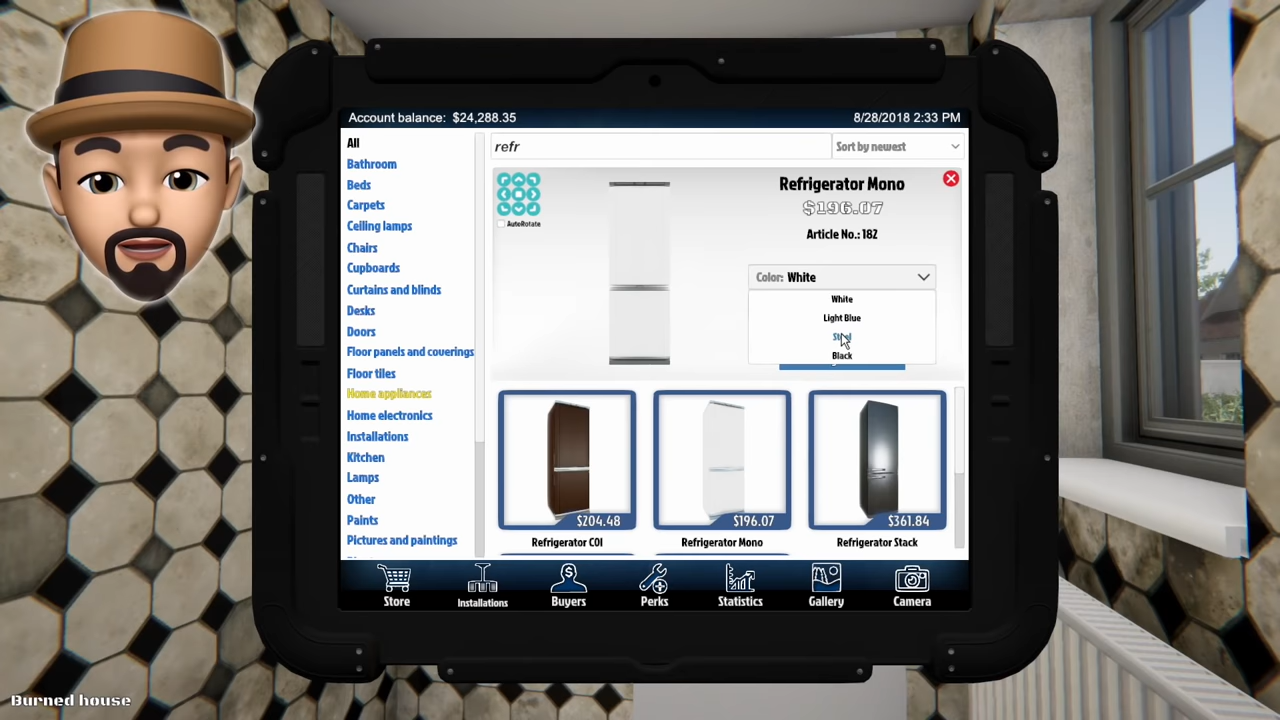 Account balance: $24,288.35
8/28/2018 2:33 PM
All
Bathroom
Beds
Carpets
Ceiling lamps
Chairs
Cupboards
Curtains and blinds
Desks
Doors
Floor panels and coverings
Floor tiles
Home appliances
Home electronics
Installations
Kitchen
Lamps
Other
Paints
Pictures and paintings
refr
Sort by newest
AutoRotate
Refrigerator Mono
$196.07
Article No.: 182
Color: White
White
Light Blue
Black
$204.48
$196.07
$361.84
Refrigerator COI
Refrigerator Mono
Refrigerator Stack
Store
Installations
Buyers
Perks
Statistics
Gallery
Camera
Burned house